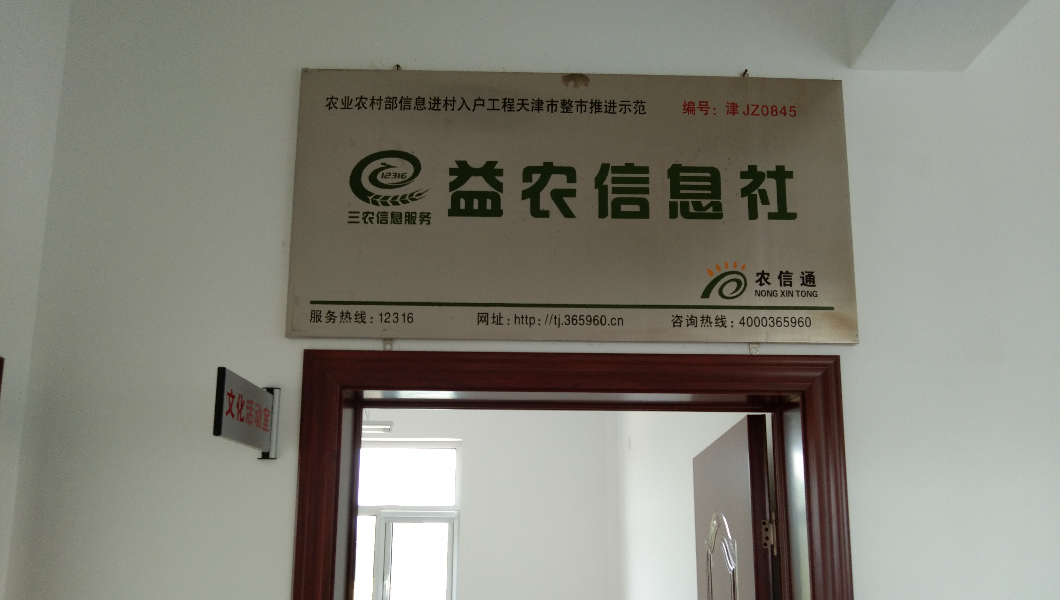 农业农村部信息进村入户工程天津市整市推进示范 编号：津JZ0845
12316
三农信息服务
益农信息社
农信通
NONG XIN TONG
服务热线：12316 网址：http://tj.365960.cn 咨询热线：4000365960
文化活动室